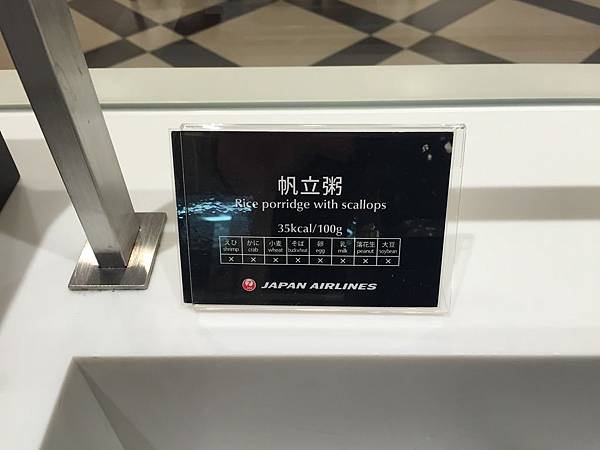 帆立粥
Rice porridge with scallops
35kcal/100g
えび かに 小麦 そば 卵 乳 落花生 大豆
shrimp crab wheat buckwheat egg milk peanut soybean
× × × × × × × ×
JAPAN AIRLINES